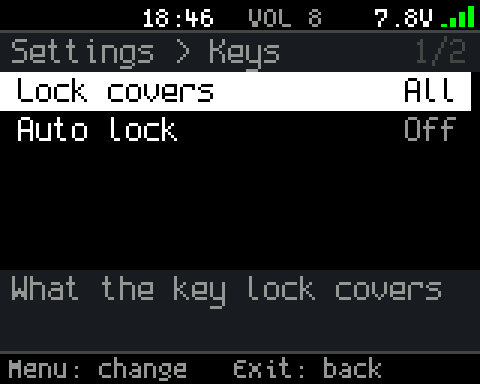 18:46 VOL 8 7.8V
Settings > Keys 1/2
Lock covers All
Auto lock Off
What the key lock covers
Menu: change Exit: back